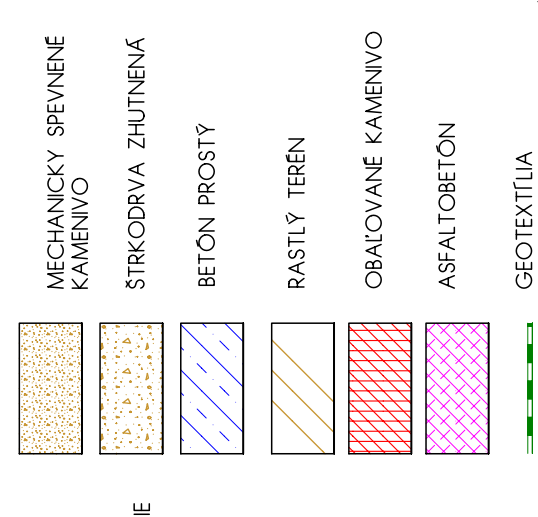 MECHANICKY SPEVNENÉ
KAMENIVO
ŠTRKODRVA ZHUTNENÁ
BETÓN PROSTÝ
RASTLÝ TERÉN
OBAĽOVANÉ KAMENIVO
ASFALTOBETÓN
GEOTEXTÍLIA
IE